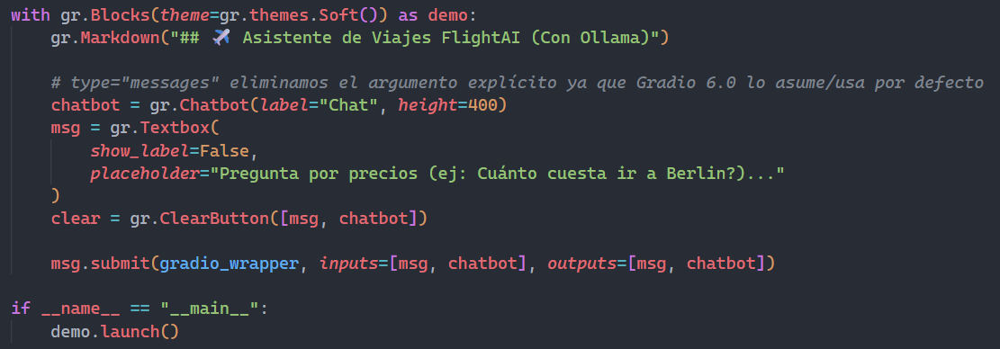 with gr.Blocks(theme=gr.themes.Soft()) as demo:
    gr.Markdown("## ✈️ Asistente de Viajes FlightAI (Con Ollama)")

    # type="messages" eliminamos el argumento explícito ya que Gradio 6.0 lo asume/usa por defecto
    chatbot = gr.Chatbot(label="Chat", height=400)
    msg = gr.Textbox(
        show_label=False,
        placeholder="Pregunta por precios (ej: Cuánto cuesta ir a Berlin?)..."
    )
    clear = gr.ClearButton([msg, chatbot])

    msg.submit(gradio_wrapper, inputs=[msg, chatbot], outputs=[msg, chatbot])

if __name__ == "__main__":
    demo.launch()